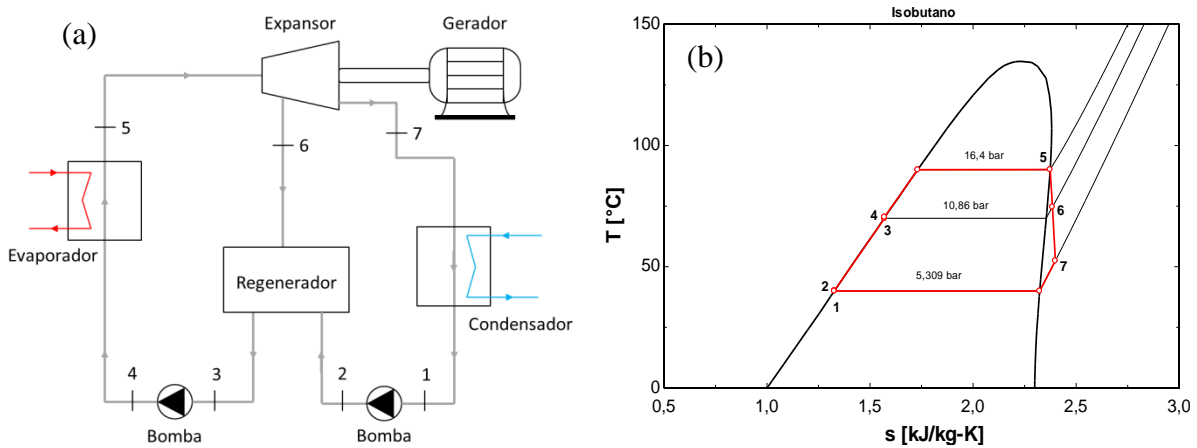 (a)
Expansor
Gerador
5
6
7
Evaporador
Regenerador
Condensador
4
3
2
1
Bomba
Bomba
Isobutano
(b)
150
100
50
0
T [°C]
16,4 bar
5
10,86 bar
4
3
6
5,309 bar
2
1
7
0,5
1,0
1,5
2,0
2,5
3,0
s [kJ/kg-K]